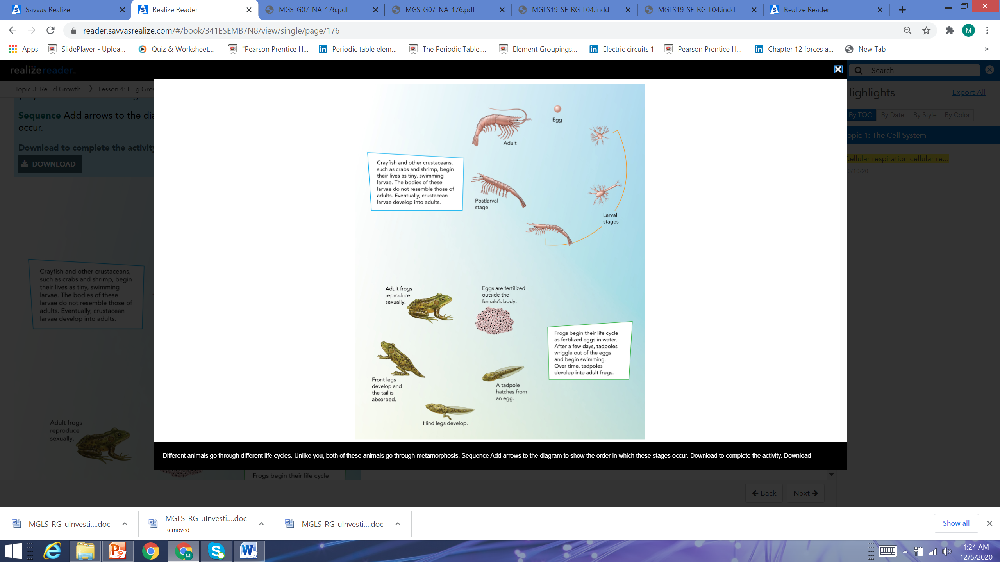 Savvas Realize
Realize Reader
MGS_G07_NA_176.pdf
MGS_G07_NA_176.pdf
MGLS19_SE_RG_L04.indd
MGLS19_SE_RG_L04.indd
Realize Reader
reader.savvasrealize.com/#/book/341ESEMB7N8/view/single/page/176
M
Apps
SlidePlayer - Uploa...
Quiz & Worksheet...
"Pearson Prentice H...
Periodic table elem...
The Periodic Table....
Element Groupings...
Electric circuits 1
Pearson Prentice H...
Chapter 12 forces a...
New Tab
»
realize reader
Search
Topic 3: Re...d Growth
Lesson 4: F...g Gro
Highlights
Export All
Sequence Add arrows to the dia
occur.
By TOC
By Date
By Style
By Color
opic 1: The Cell System
Download to complete the activity
DOWNLOAD
Cellular respiration cellular re...
0/10/20
Egg
Adult
Crayfish and other crustaceans,
such as crabs and shrimp, begin
their lives as tiny, swimming
larvae. The bodies of these
larvae do not resemble those of
adults. Eventually, crustacean
larvae develop into adults.
Postlarval
stage
Larval
stages
Crayfish and other crustaceans,
such as crabs and shrimp, begin
their lives as tiny, swimming
larvae. The bodies of these
larvae do not resemble those of
adults. Eventually, crustacean
larvae develop into adults.
Adult frogs
reproduce
sexually.
Eggs are fertilized
outside the
female's body.
Frogs begin their life cycle
as fertilized eggs in water.
After a few days, tadpoles
wriggle out of the eggs
and begin swimming.
Over time, tadpoles
develop into adult frogs.
Front legs
develop and
the tail is
absorbed.
A tadpole
hatches from
an egg.
Hind legs develop.
Adult frogs
reproduce
sexually.
Different animals go through different life cycles. Unlike you, both of these animals go through metamorphosis. Sequence Add arrows to the diagram to show the order in which these stages occur. Download to complete the activity. Download
Frogs begin their life cycle
Back
Next
MGLS_RG_uInvesti....doc
MGLS_RG_uInvesti....doc
Removed
MGLS_RG_uInvesti....doc
Show all
M
1:24 AM
12/5/2020